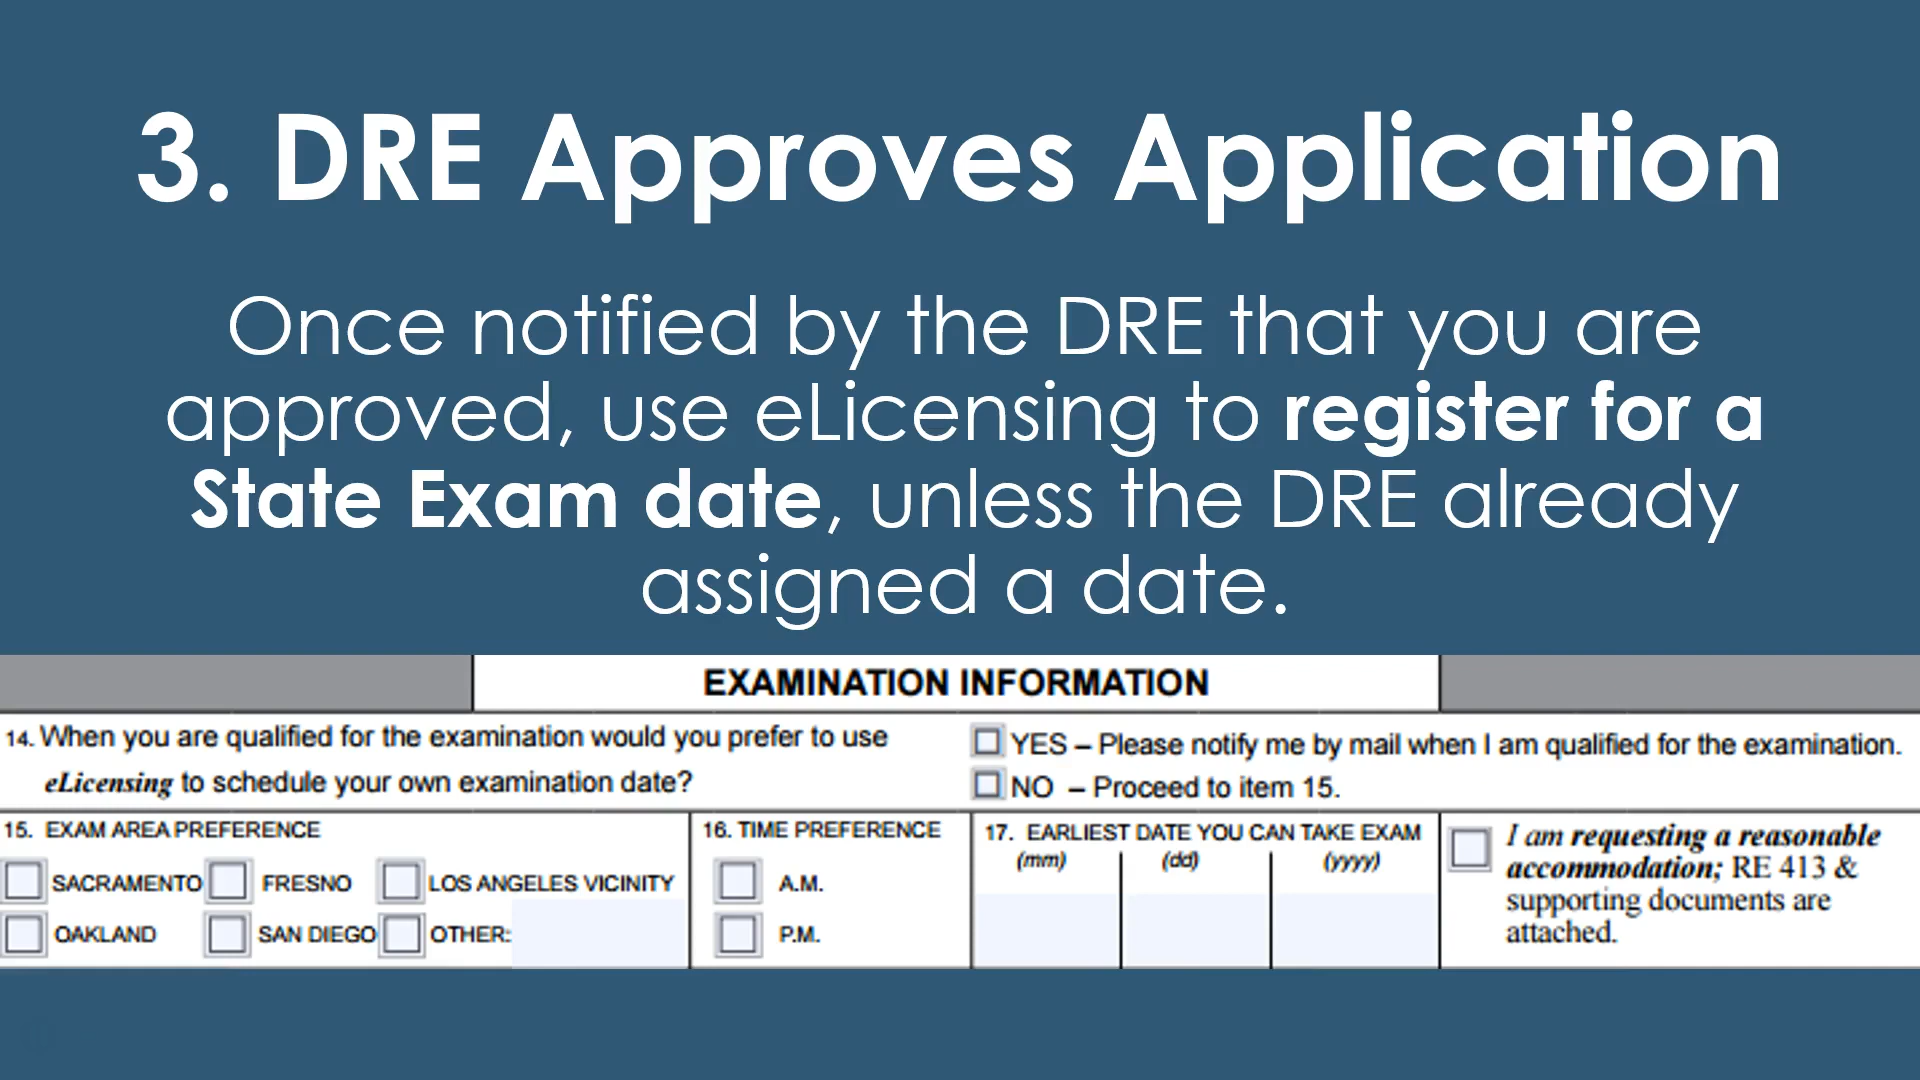 3. DRE Approves Application
Once notified by the DRE that you are
approved, use eLicensing to register for a
State Exam date, unless the DRE already
assigned a date.
EXAMINATION INFORMATION
14. When you are qualified for the examination would you prefer to use
eLicensing to schedule your own examination date?
YES – Please notify me by mail when I am qualified for the examination.
NO – Proceed to item 15.
15. EXAM AREA PREFERENCE
SACRAMENTO FRESNO LOS ANGELES VICINITY
OAKLAND SAN DIEGO OTHER:
16. TIME PREFERENCE
A.M.
P.M.
17. EARLIEST DATE YOU CAN TAKE EXAM
(mm) (dd) (yyyy)
I am requesting a reasonable
accommodation; RE 413 &
supporting documents are
attached.